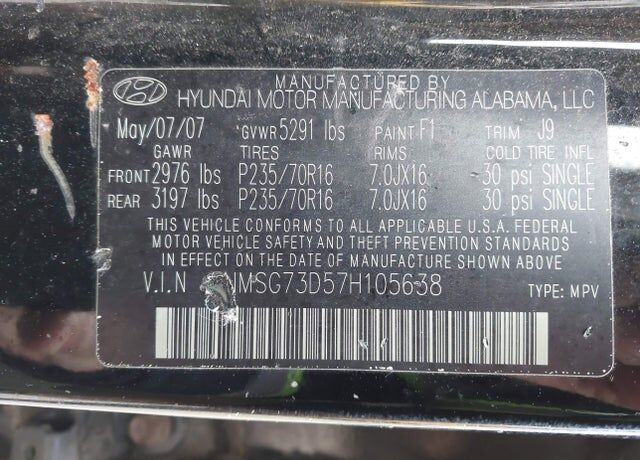 MANUFACTURED BY
HYUNDAI MOTOR MANUFACTURING ALABAMA, LLC
May/07/07 GVWR 5291 lbs PAINT F1 TRIM J9
GAWR TIRES RIMS COLD TIRE INFL
FRONT 2976 lbs P235/70R16 7.0JX16 30 psi SINGLE
REAR 3197 lbs P235/70R16 7.0JX16 30 psi SINGLE
THIS VEHICLE CONFORMS TO ALL APPLICABLE U.S.A. FEDERAL
MOTOR VEHICLE SAFETY AND THEFT PREVENTION STANDARDS
IN EFFECT ON THE DATE OF MANUFACTURE SHOWN ABOVE
V.I.N MSG73D57H105638 TYPE: MPV